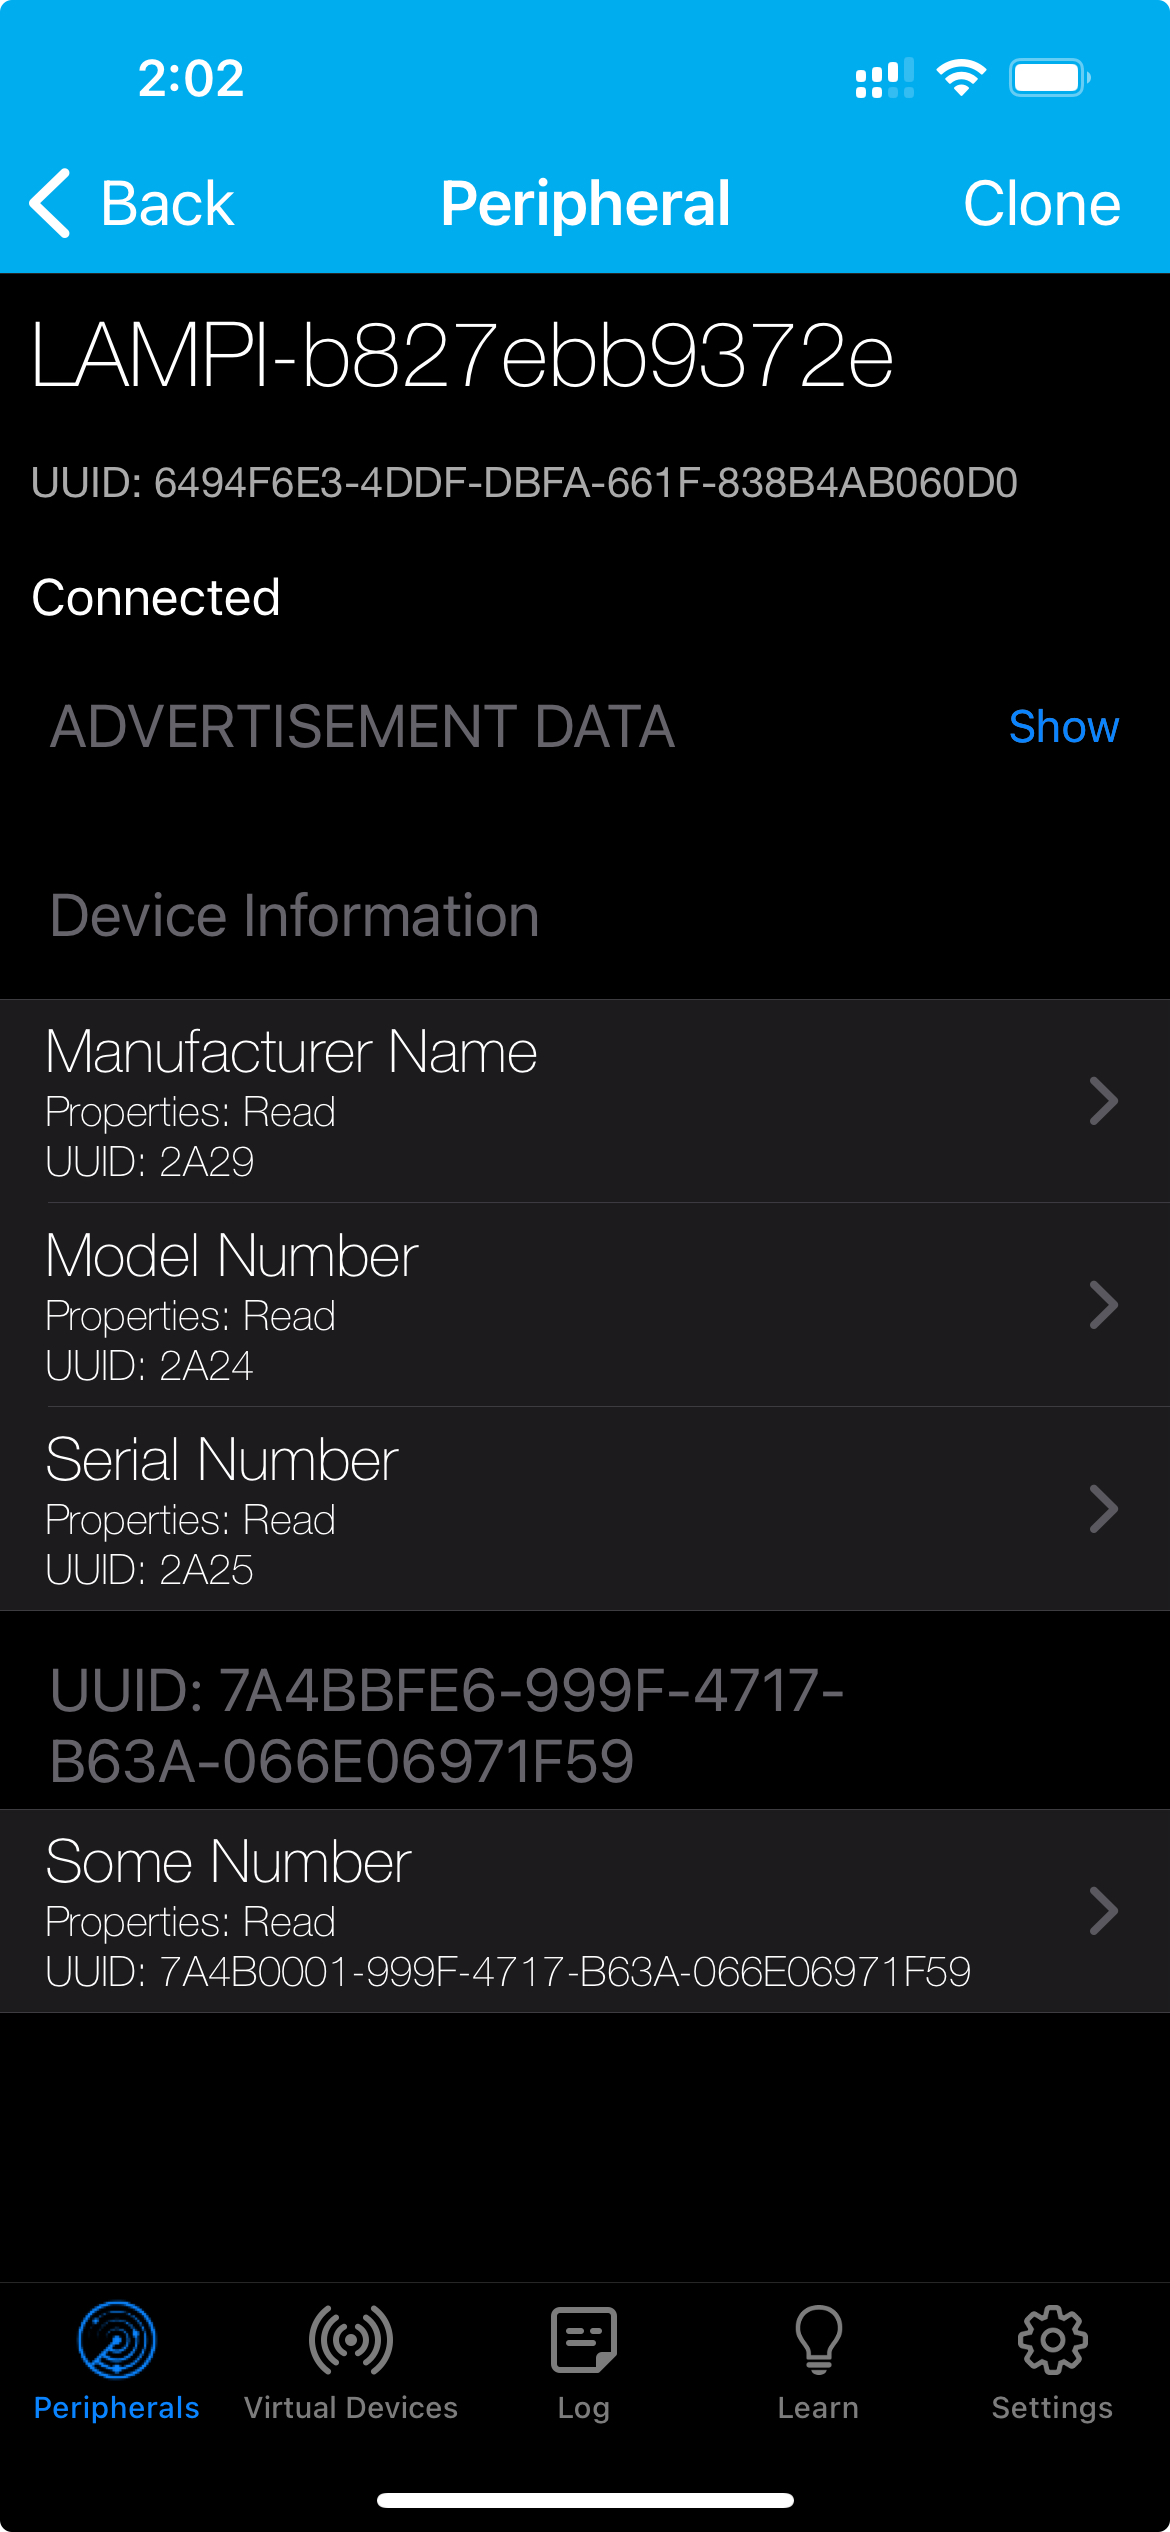 2:02
Back
Peripheral
Clone
LAMPI-b827ebb9372e
UUID: 6494F6E3-4DDF-DBFA-661F-838B4AB060D0
Connected
ADVERTISEMENT DATA
Show
Device Information
Manufacturer Name
Properties: Read
UUID: 2A29
Model Number
Properties: Read
UUID: 2A24
Serial Number
Properties: Read
UUID: 2A25
UUID: 7A4BBFE6-999F-4717-
B63A-066E06971F59
Some Number
Properties: Read
UUID: 7A4B0001-999F-4717-B63A-066E06971F59
Peripherals
Virtual Devices
Log
Learn
Settings